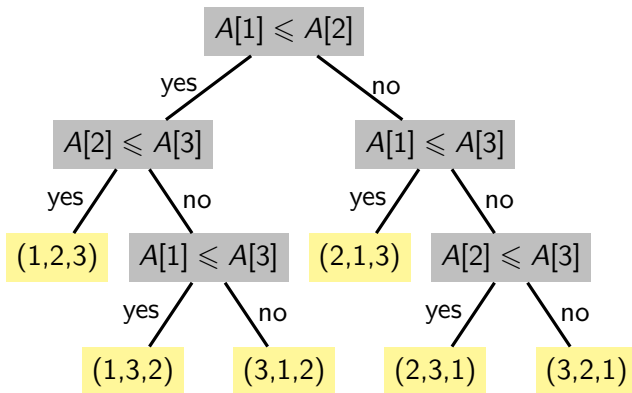 A[1] ⩽ A[2]
yes
no
A[2] ⩽ A[3]
A[1] ⩽ A[3]
yes
no
yes
no
(1,2,3)
A[1] ⩽ A[3]
(2,1,3)
A[2] ⩽ A[3]
yes
no
yes
no
(1,3,2)
(3,1,2)
(2,3,1)
(3,2,1)